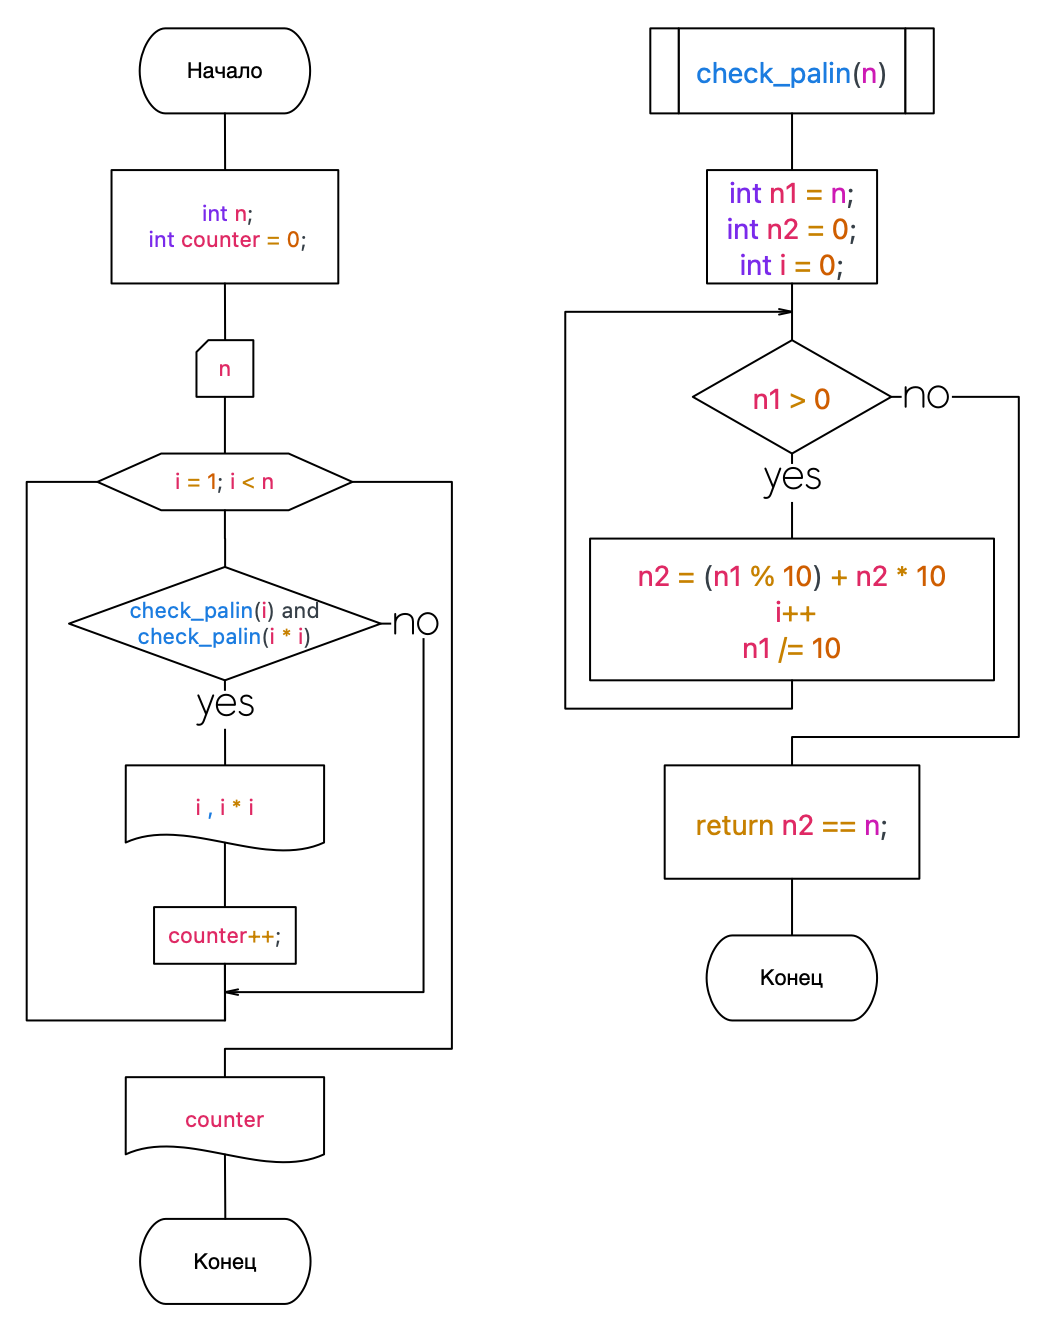 Начало
int n;
int counter = 0;
n
i = 1; i < n
check_palin(i) and
check_palin(i * i)
no
yes
i , i * i
counter++;
counter
Конец
check_palin(n)
int n1 = n;
int n2 = 0;
int i = 0;
n1 > 0
no
yes
n2 = (n1 % 10) + n2 * 10
i++
n1 /= 10
return n2 == n;
Конец